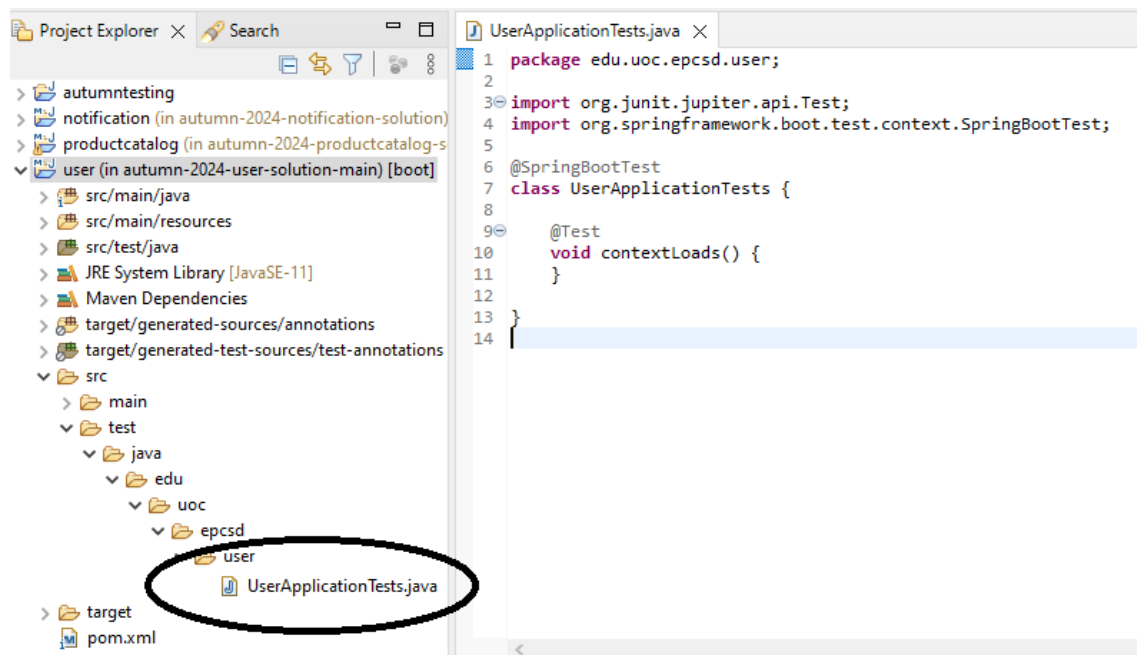 Project Explorer
Search
autumntesting
notification (in autumn-2024-notification-solution)
productcatalog (in autumn-2024-productcatalog-s
user (in autumn-2024-user-solution-main) [boot]
src/main/java
src/main/resources
src/test/java
JRE System Library [JavaSE-11]
Maven Dependencies
target/generated-sources/annotations
target/generated-test-sources/test-annotations
src
main
test
java
edu
uoc
epcsd
user
UserApplicationTests.java
target
pom.xml
UserApplicationTests.java
1 package edu.uoc.epcsd.user;
2
3 import org.junit.jupiter.api.Test;
4 import org.springframework.boot.test.context.SpringBootTest;
5
6 @SpringBootTest
7 class UserApplicationTests {
8
9 @Test
10 void contextLoads() {
11 }
12
13 }
14